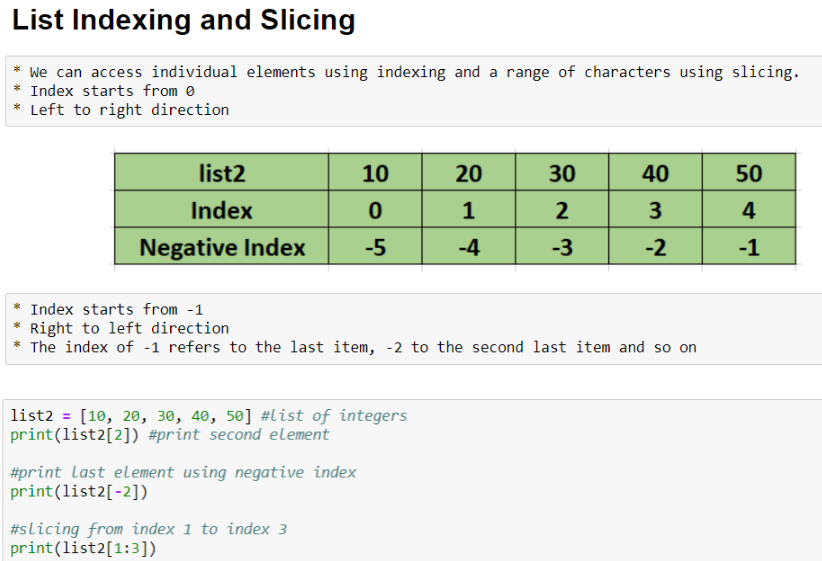 List Indexing and Slicing
* We can access individual elements using indexing and a range of characters using slicing.
* Index starts from 0
* Left to right direction
list2 10 20 30 40 50
Index 0 1 2 3 4
Negative Index -5 -4 -3 -2 -1
* Index starts from -1
* Right to left direction
* The index of -1 refers to the last item, -2 to the second last item and so on
list2 = [10, 20, 30, 40, 50] #list of integers
print(list2[2]) #print second element
#print last element using negative index
print(list2[-2])
#slicing from index 1 to index 3
print(list2[1:3])